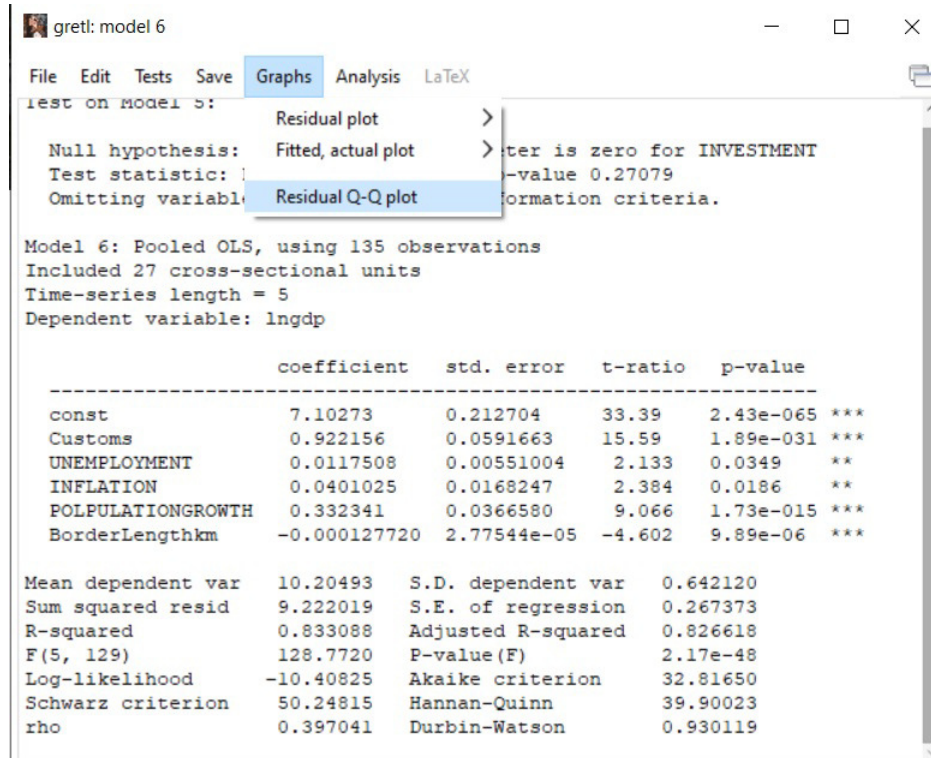 gretl: model 6
File Edit Tests Save Graphs Analysis LaTeX
Test on Model 5:
Residual plot
Fitted, actual plot
Residual Q-Q plot
Null hypothesis: ter is zero for INVESTMENT
Test statistic: -value 0.27079
Omitting variabl ormation criteria.
Model 6: Pooled OLS, using 135 observations
Included 27 cross-sectional units
Time-series length = 5
Dependent variable: lngdp
coefficient std. error t-ratio p-value
const 7.10273 0.212704 33.39 2.43e-065 ***
Customs 0.922156 0.0591663 15.59 1.89e-031 ***
UNEMPLOYMENT 0.0117508 0.00551004 2.133 0.0349 **
INFLATION 0.0401025 0.0168247 2.384 0.0186 **
POLPULATIONGROWTH 0.332341 0.0366580 9.066 1.73e-015 ***
BorderLengthkm -0.000127720 2.77544e-05 -4.602 9.89e-06 ***
Mean dependent var 10.20493 S.D. dependent var 0.642120
Sum squared resid 9.222019 S.E. of regression 0.267373
R-squared 0.833088 Adjusted R-squared 0.826618
F(5, 129) 128.7720 P-value(F) 2.17e-48
Log-likelihood -10.40825 Akaike criterion 32.81650
Schwarz criterion 50.24815 Hannan-Quinn 39.90023
rho 0.397041 Durbin-Watson 0.930119